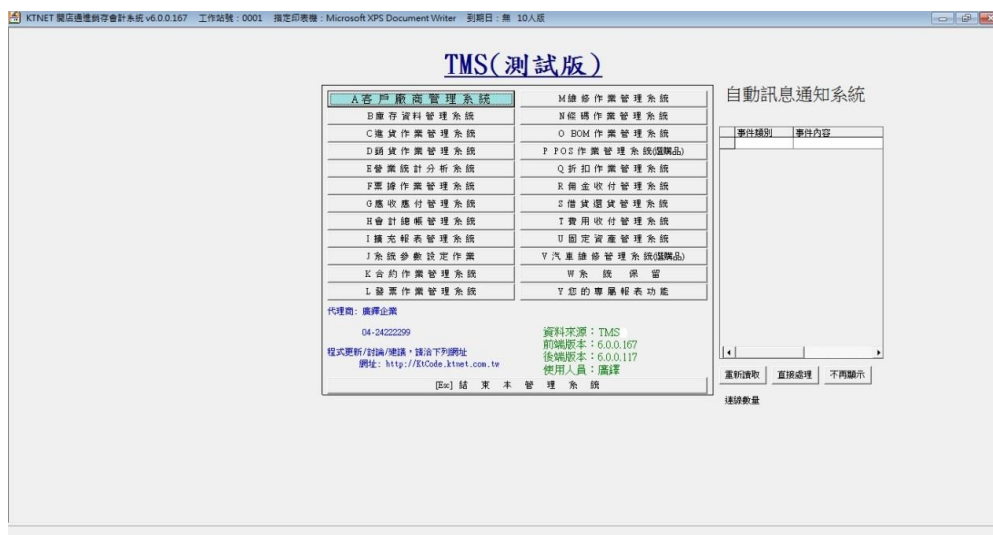 KTNET 開店通進銷存會計系統 v6.0.0.167 工作站號：0001 指定印表機：Microsoft XPS Document Writer 到期日：無 10人版
TMS(測試版)
A客戶廠商管理系統
B庫存資料管理系統
C進貨作業管理系統
D銷貨作業管理系統
E營業統計分析系統
F票據作業管理系統
G應收應付管理系統
H會計總帳管理系統
I擴充報表管理系統
J系統參數設定作業
K合約作業管理系統
L發票作業管理系統
M維修作業管理系統
N條碼作業管理系統
O BOM作業管理系統
P POS作業管理系統(選購品)
Q折扣作業管理系統
R佣金收付管理系統
S借貨還貨管理系統
T費用收付管理系統
U固定資產管理系統
V汽車維修管理系統(選購品)
W系統保留
Y您的專屬報表功能
代理商: 廣鐸企業
04-24222299
程式更新/討論/建議，請洽下列網址
網址: http://KtCode.ktnet.com.tw
資料來源：TMS
前端版本：6.0.0.167
後端版本：6.0.0.117
使用人員：廣鐸
[Esc]結束本管理系統
自動訊息通知系統
事件類別 事件內容
重新讀取 直接處理 不再顯示
連線數量